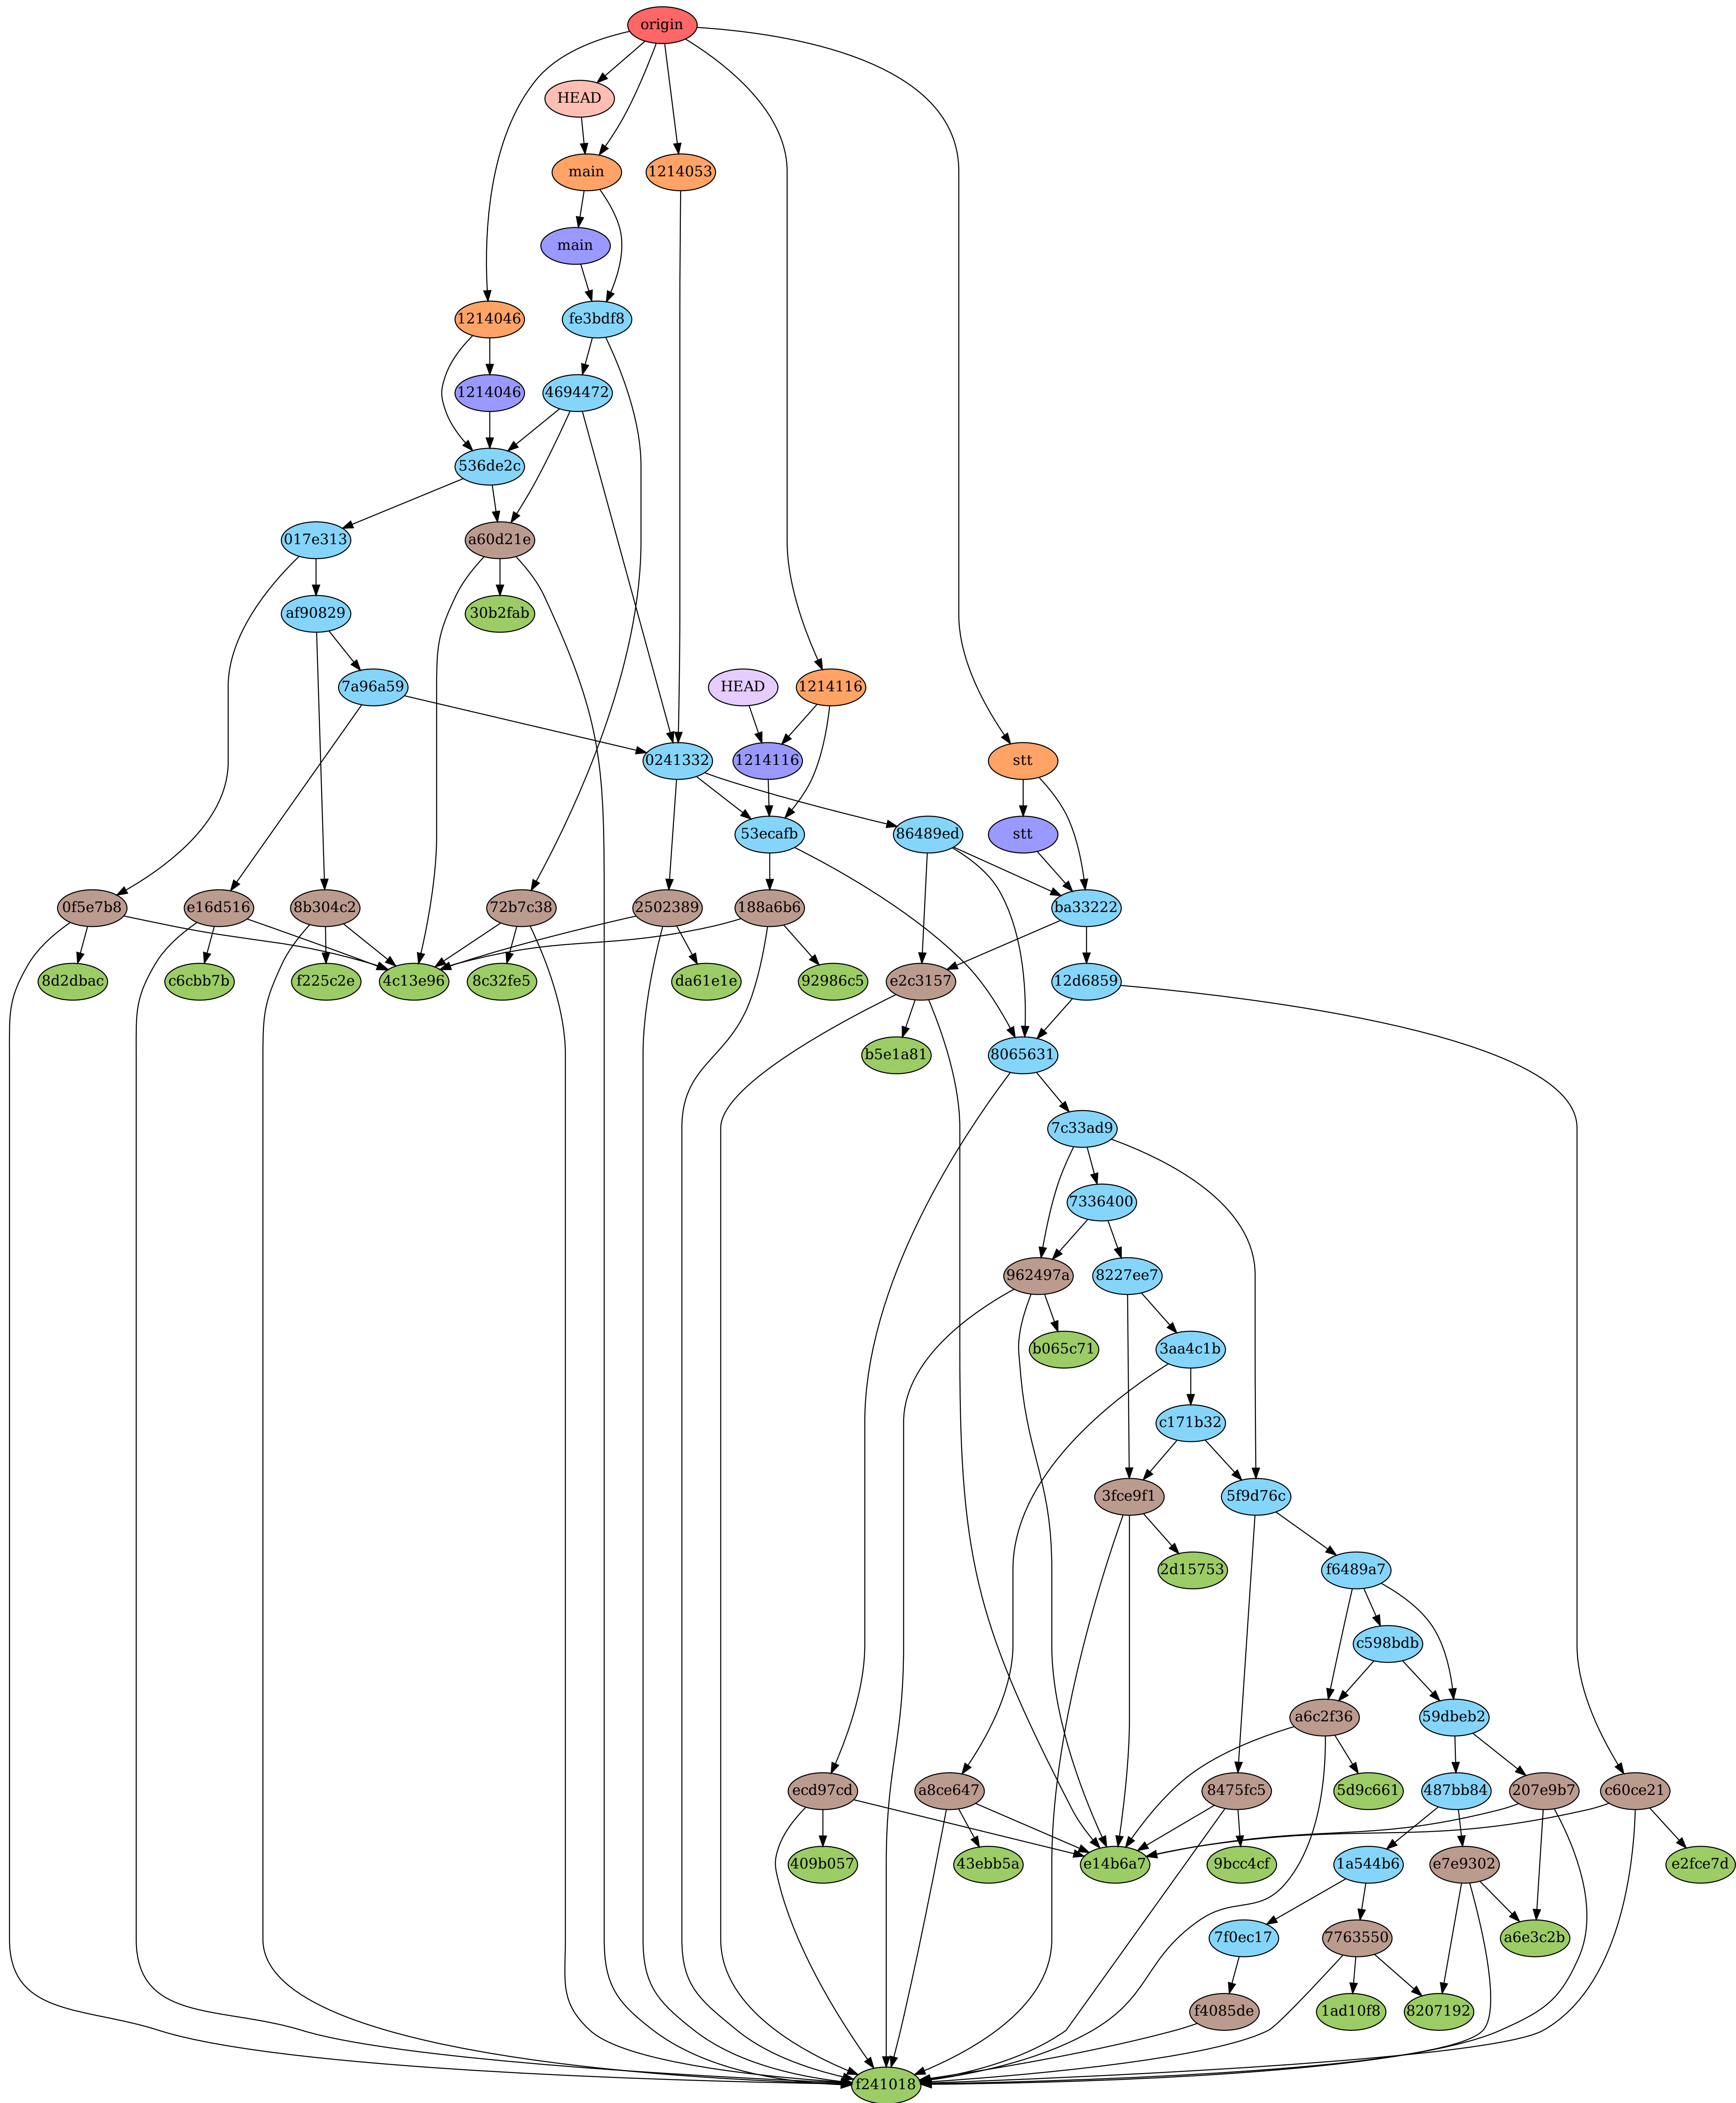 origin
HEAD
main
1214053
main
1214046
fe3bdf8
1214046
4694472
536de2c
017e313
a60d21e
af90829
30b2fab
7a96a59
HEAD
1214116
0241332
1214116
stt
53ecafb
86489ed
stt
0f5e7b8
e16d516
8b304c2
72b7c38
2502389
188a6b6
ba33222
8d2dbac
c6cbb7b
f225c2e
4c13e96
8c32fe5
da61e1e
92986c5
e2c3157
12d6859
b5e1a81
8065631
7c33ad9
7336400
962497a
8227ee7
b065c71
3aa4c1b
c171b32
3fce9f1
5f9d76c
2d15753
f6489a7
c598bdb
a6c2f36
59dbeb2
ecd97cd
a8ce647
8475fc5
5d9c661
487bb84
207e9b7
c60ce21
409b057
43ebb5a
e14b6a7
9bcc4cf
1a544b6
e7e9302
e2fce7d
7f0ec17
7763550
a6e3c2b
f4085de
1ad10f8
8207192
f241018